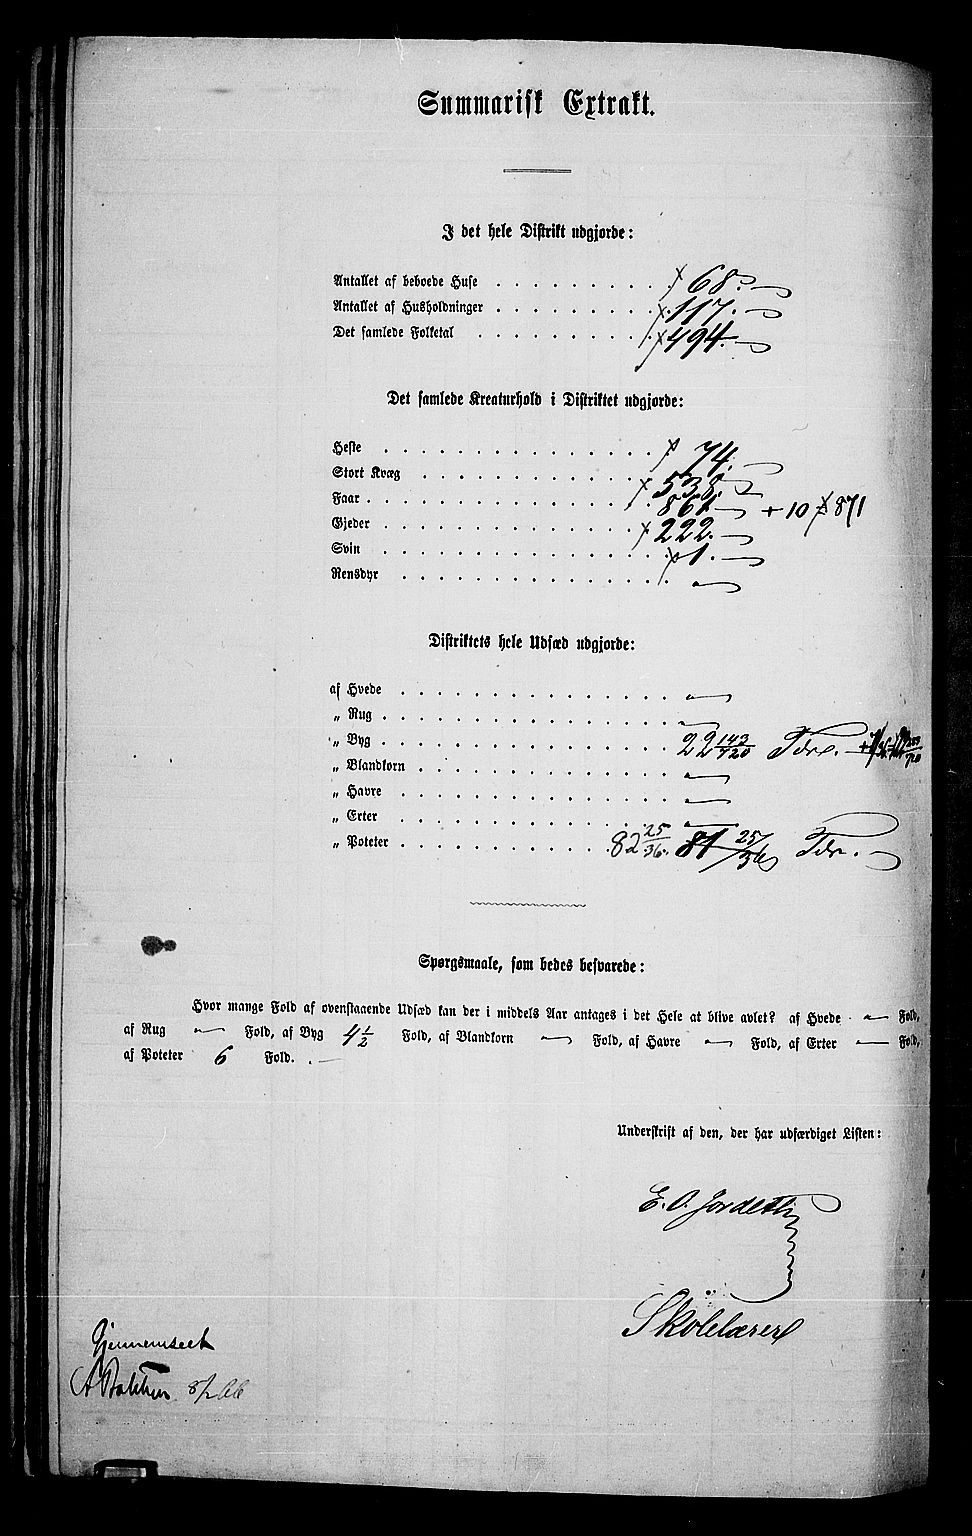 Summarisk Extrakt.
I det hele Distrikt udgjorde:
Antallet af beboede Huse . . . . . . . . . . 68.
Antallet af Husholdninger . . . . . . . . . . 117.
Det samlede Folketal . . . . . . . . . . 494.
Det samlede Kreaturhold i Distriktet udgjorde:
Heste . . . . . . . . . . 74.
Stort Kvæg . . . . . . . . . . 538.
Faar . . . . . . . . . . 861 + 10 871
Gjeder . . . . . . . . . . 222.
Svin . . . . . . . . . . 1.
Rensdyr . . . . . . . . . . —
Distriktets hele Udsæd udgjorde:
af Hvede . . . . . . . . . . —
„ Rug . . . . . . . . . . —
„ Byg . . . . . . . . . . 22 143/720 Tdr.
„ Blandkorn . . . . . . . . . . —
„ Havre . . . . . . . . . . —
„ Erter . . . . . . . . . . —
„ Poteter . . . . . . . . . . 82 25/36. 81 25/36 Tdr.
Spørgsmaale, som bedes besvarede:
Hvor mange Fold af ovenstaaende Udsæd kan der i middels Aar antages i det Hele at blive avlet? af Hvede — Fold,
af Rug — Fold, af Byg 4 1/2 Fold, af Blandkorn — Fold, af Havre — Fold, af Erter — Fold,
af Poteter 6 Fold.
Underskrift af den, der har udfærdiget Listen:
E. O. Jordeth
Skolelærer
Gjennemseet
A Bakken 8/2 66